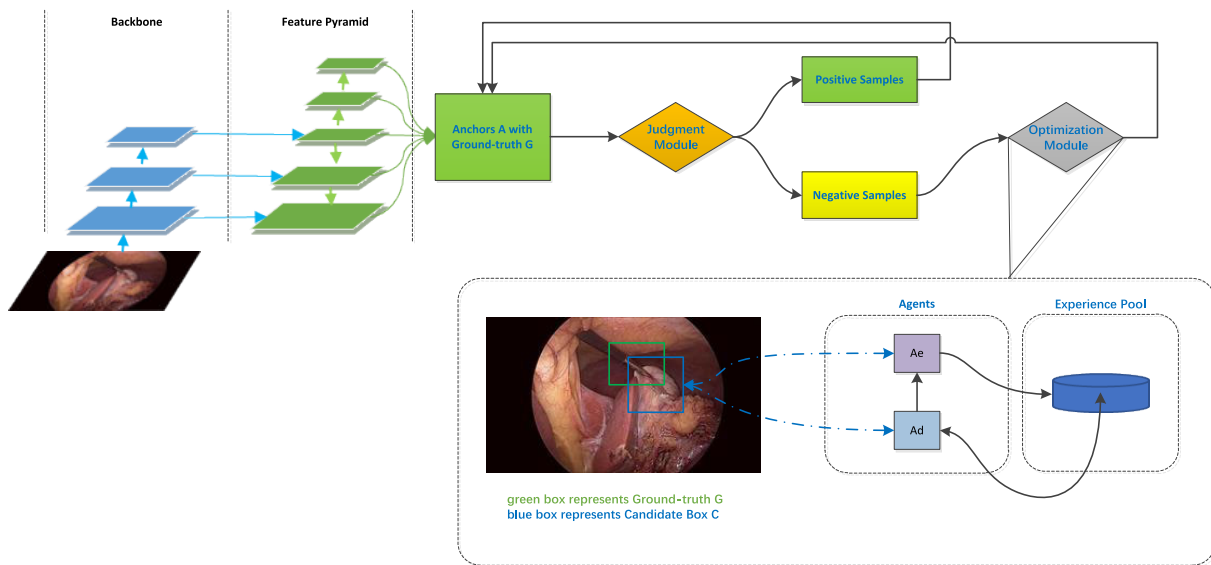 Backbone
Feature Pyramid
Anchors A with
Ground-truth G
Judgment
Module
Positive Samples
Negative Samples
Optimization
Module
Agents
Experience Pool
Ae
Ad
green box represents Ground-truth G
blue box represents Candidate Box C